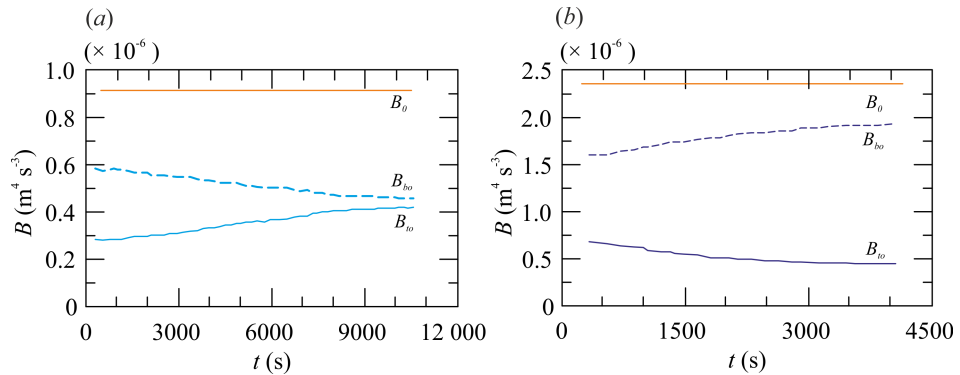 (a)
(× 10⁻⁶)
1.0
0.8
0.6
0.4
0.2
0
B (m⁴ s⁻³)
B₀
B_bo
B_to
0 3000 6000 9000 12 000
t (s)
(b)
(× 10⁻⁶)
2.5
2.0
1.5
1.0
0.5
0
B (m⁴ s⁻³)
B₀
B_bo
B_to
0 1500 3000 4500
t (s)